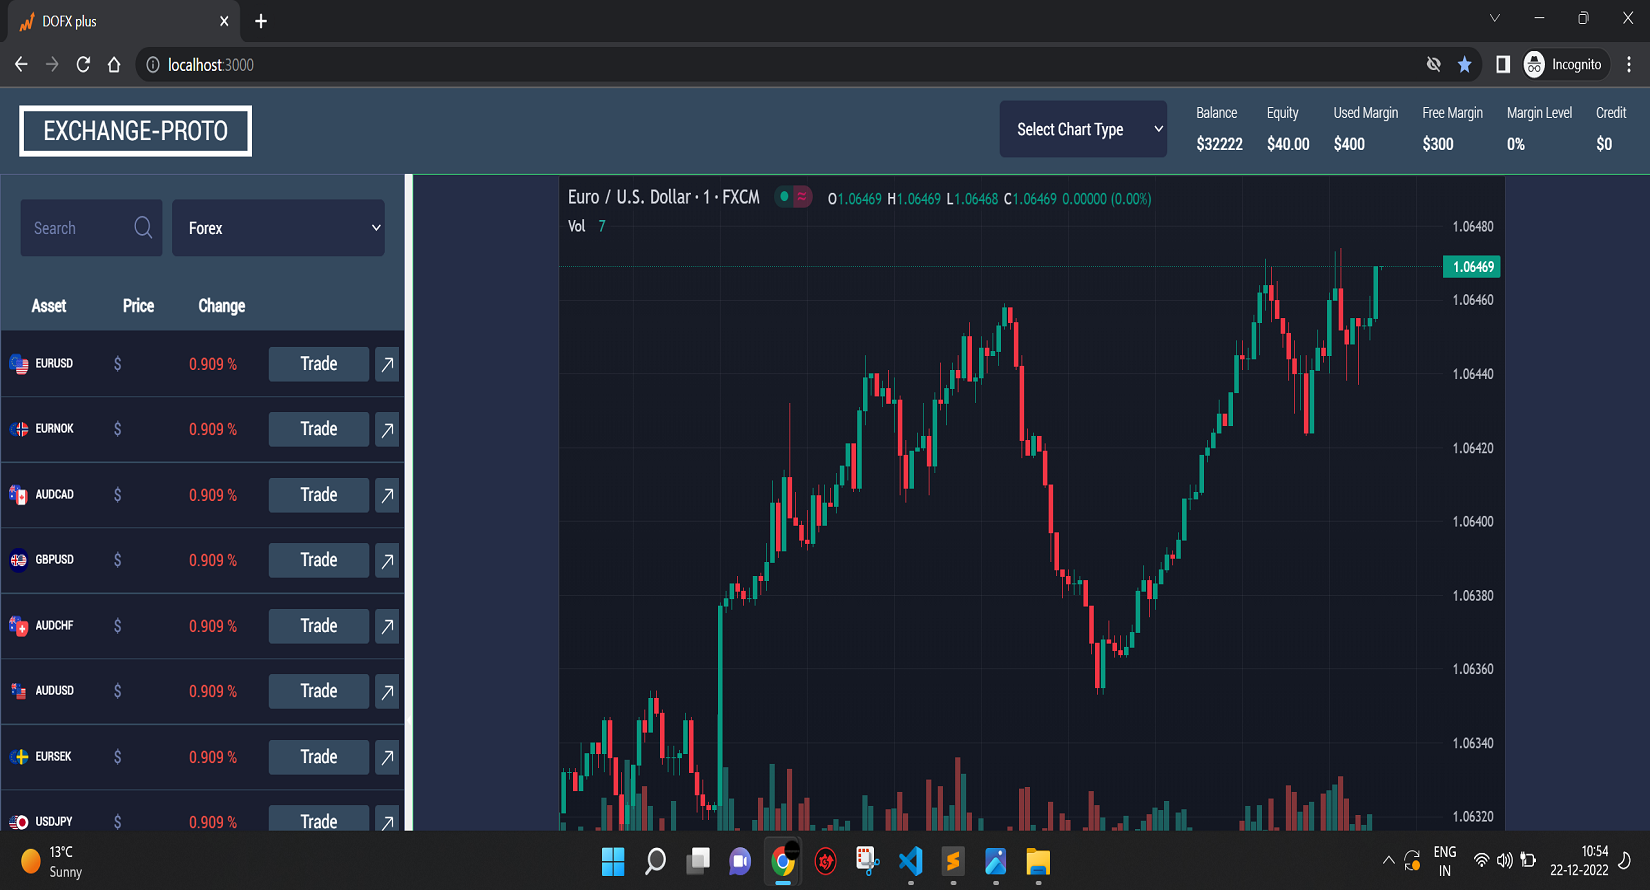 DOFX plus
localhost:3000
Incognito
EXCHANGE-PROTO
Select Chart Type
Balance Equity Used Margin Free Margin Margin Level Credit
$32222 $40.00 $400 $300 0% $0
Search
Forex
Asset Price Change
EURUSD $ 0.909 % Trade
EURNOK $ 0.909 % Trade
AUDCAD $ 0.909 % Trade
GBPUSD $ 0.909 % Trade
AUDCHF $ 0.909 % Trade
AUDUSD $ 0.909 % Trade
EURSEK $ 0.909 % Trade
USDJPY $ 0.909 % Trade
Euro / U.S. Dollar · 1 · FXCM O1.06469 H1.06469 L1.06468 C1.06469 0.00000 (0.00%)
Vol 7
1.06480
1.06469
1.06460
1.06440
1.06420
1.06400
1.06380
1.06360
1.06340
1.06320
13°C
Sunny
ENG
IN
10:54
22-12-2022